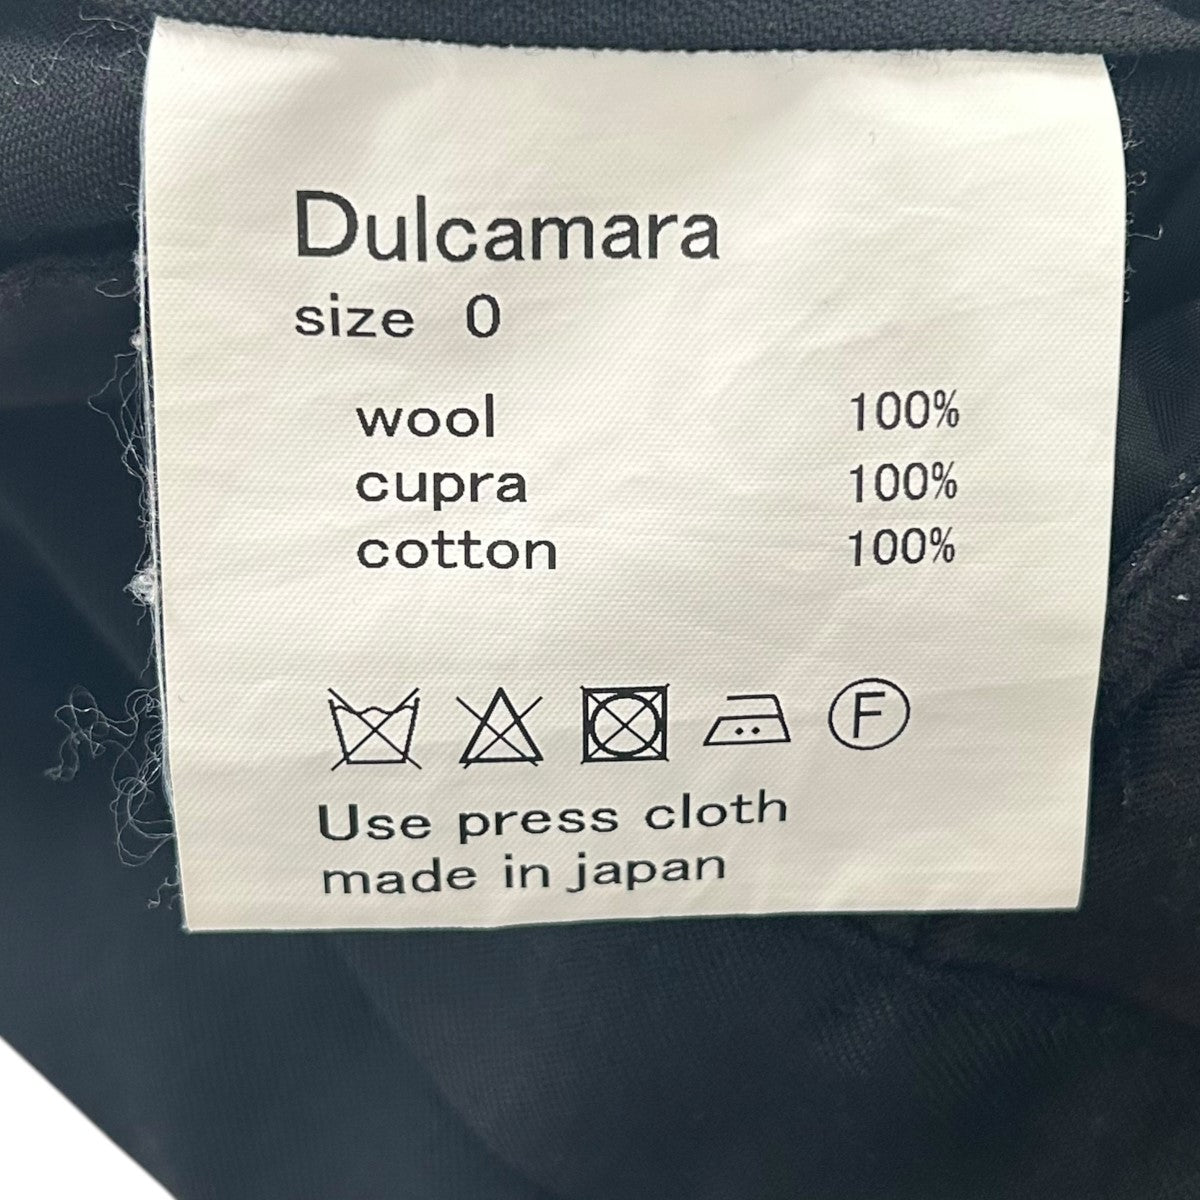 Dulcamara
size 0
wool 100%
cupra 100%
cotton 100%
F
Use press cloth
made in japan